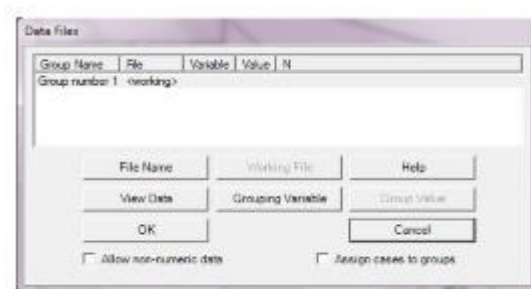 Data Files
Group Name File Variable Value N
Group number 1 <working>
File Name Working File Help
View Data Grouping Variable Group Value
OK Cancel
Allow non-numeric data Assign cases to groups